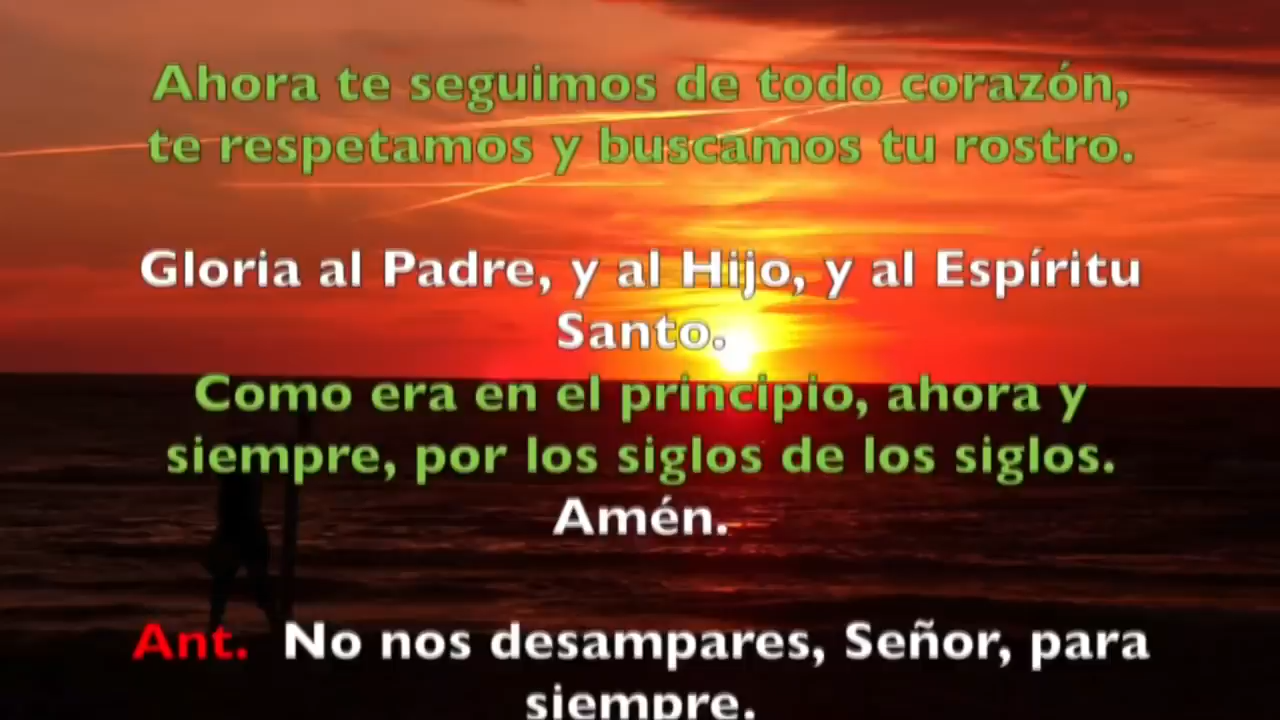 Ahora te seguimos de todo corazón,
te respetamos y buscamos tu rostro.
Gloria al Padre, y al Hijo, y al Espíritu
Santo.
Como era en el principio, ahora y
siempre, por los siglos de los siglos.
Amén.
Ant. No nos desampares, Señor, para
siempre.